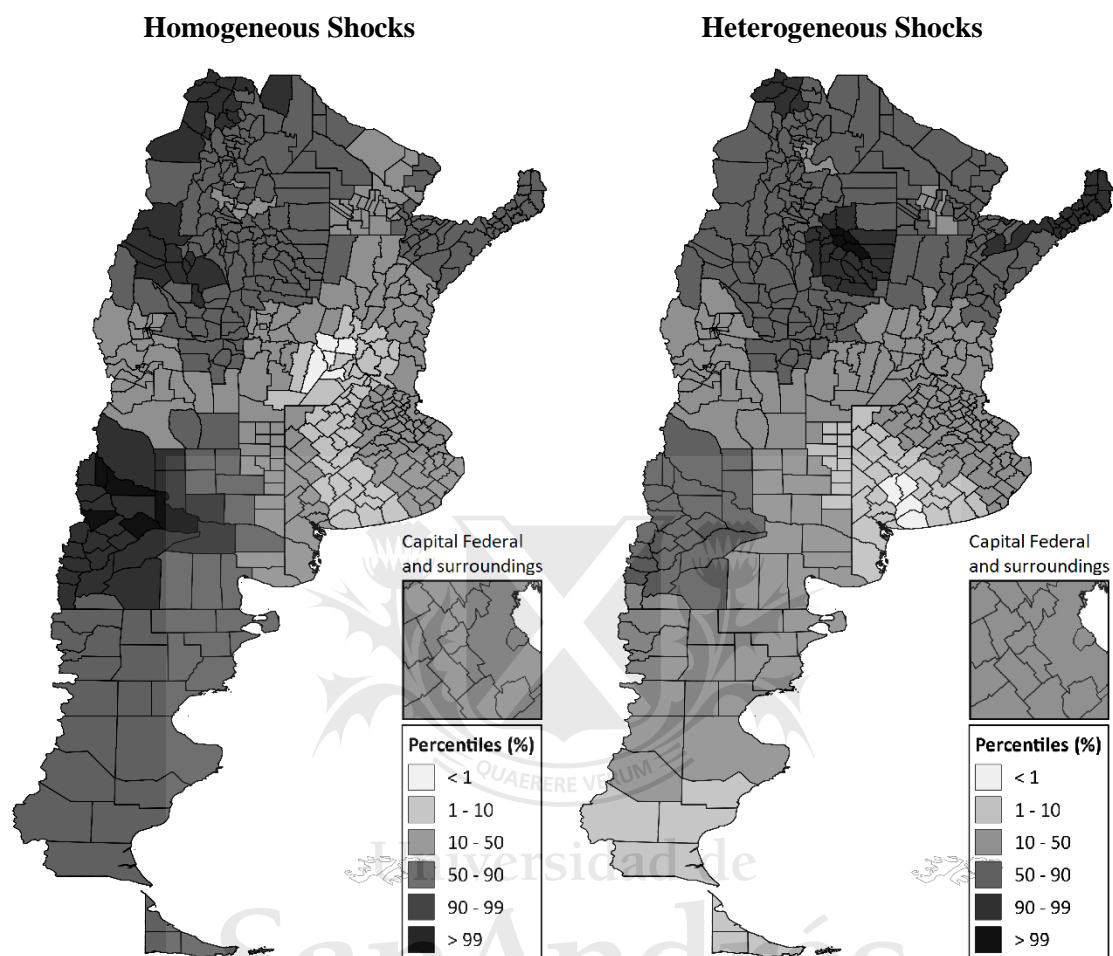 Homogeneous Shocks
Heterogeneous Shocks
Capital Federal
and surroundings
Percentiles (%)
< 1
1 - 10
10 - 50
50 - 90
90 - 99
> 99
Capital Federal
and surroundings
Percentiles (%)
< 1
1 - 10
10 - 50
50 - 90
90 - 99
> 99
QUAERERE VERUM
Universidad de
SanAndrés